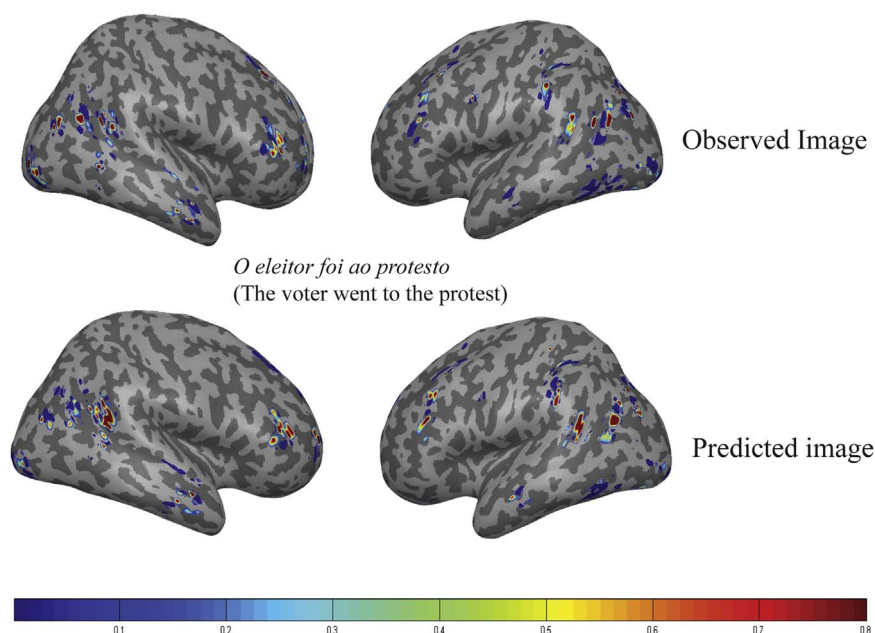 Observed Image
O eleitor foi ao protesto
(The voter went to the protest)
Predicted image
0.1 0.2 0.3 0.4 0.5 0.6 0.7 0.8